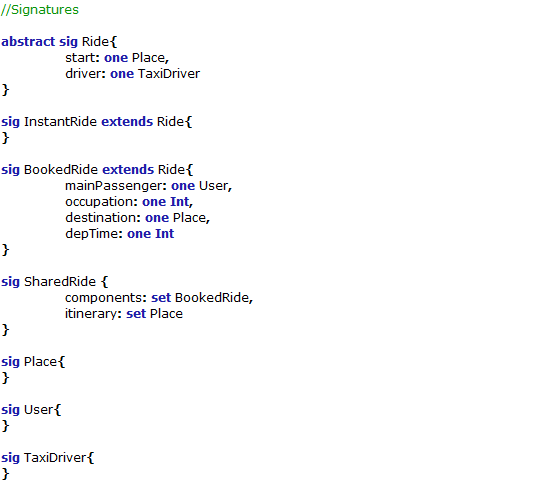 //Signatures
abstract sig Ride{
start: one Place,
driver: one TaxiDriver
}
sig InstantRide extends Ride{
}
sig BookedRide extends Ride{
mainPassenger: one User,
occupation: one Int,
destination: one Place,
depTime: one Int
}
sig SharedRide {
components: set BookedRide,
itinerary: set Place
}
sig Place{
}
sig User{
}
sig TaxiDriver{
}